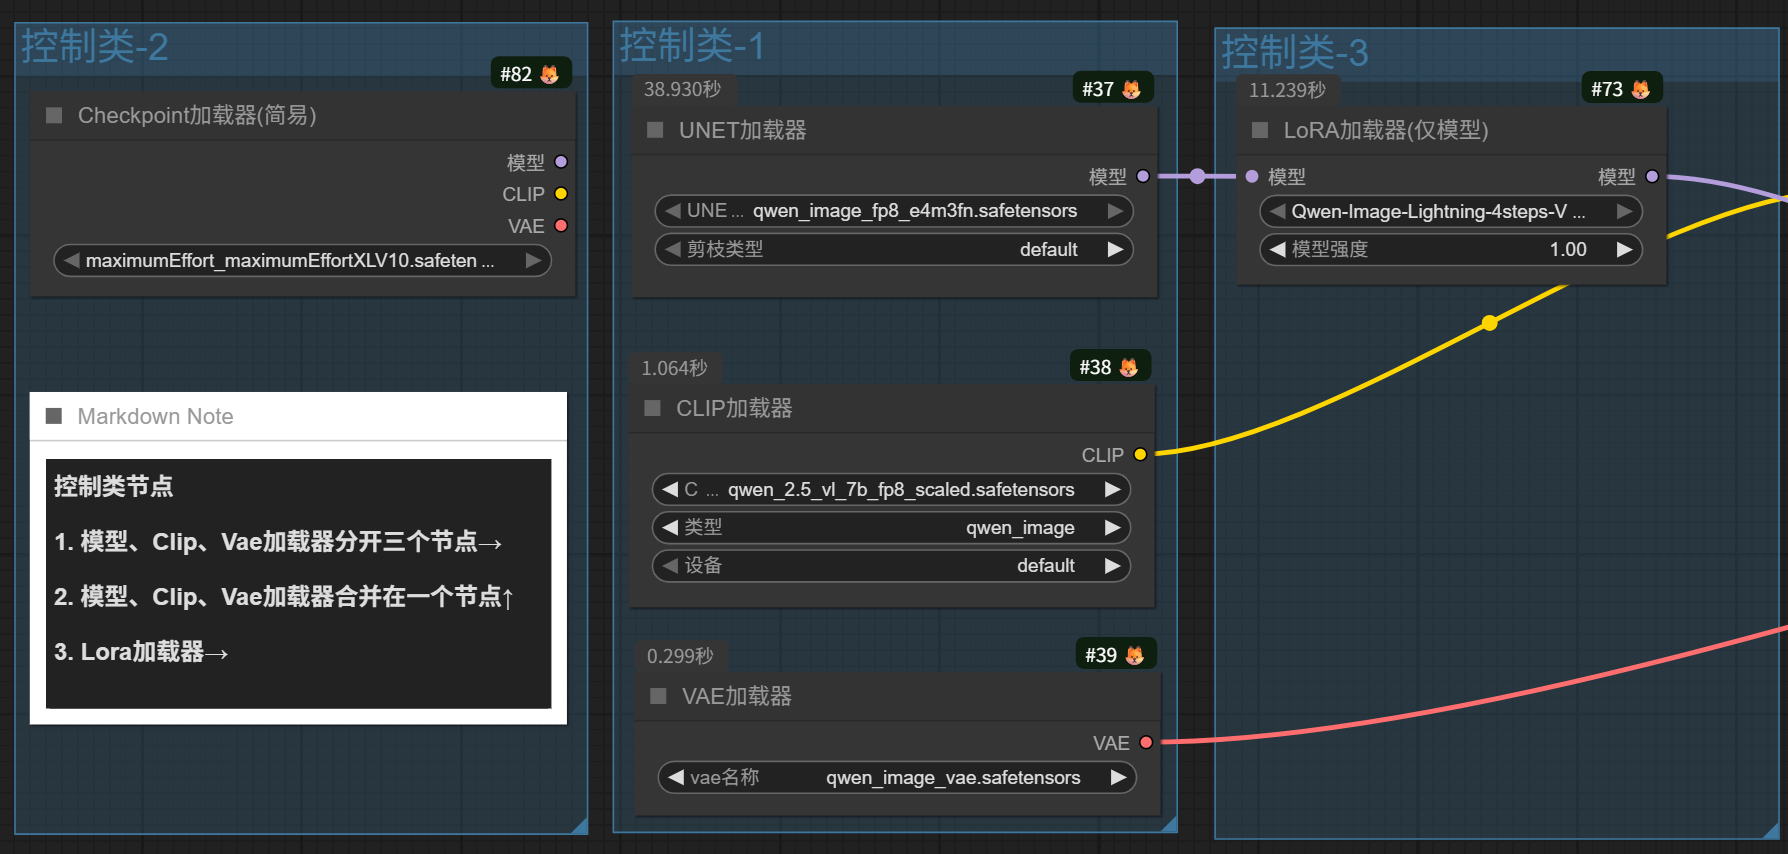 控制类-2
#82
Checkpoint加载器(简易)
模型
CLIP
VAE
maximumEffort_maximumEffortXLV10.safeten ...
Markdown Note
控制类节点
1. 模型、Clip、Vae加载器分开三个节点→
2. 模型、Clip、Vae加载器合并在一个节点↑
3. Lora加载器→
控制类-1
38.930秒
#37
UNET加载器
模型
UNE ... qwen_image_fp8_e4m3fn.safetensors
剪枝类型 default
1.064秒
#38
CLIP加载器
CLIP
C ... qwen_2.5_vl_7b_fp8_scaled.safetensors
类型 qwen_image
设备 default
0.299秒
#39
VAE加载器
VAE
vae名称 qwen_image_vae.safetensors
控制类-3
11.239秒
#73
LoRA加载器(仅模型)
模型 模型
Qwen-Image-Lightning-4steps-V ...
模型强度 1.00